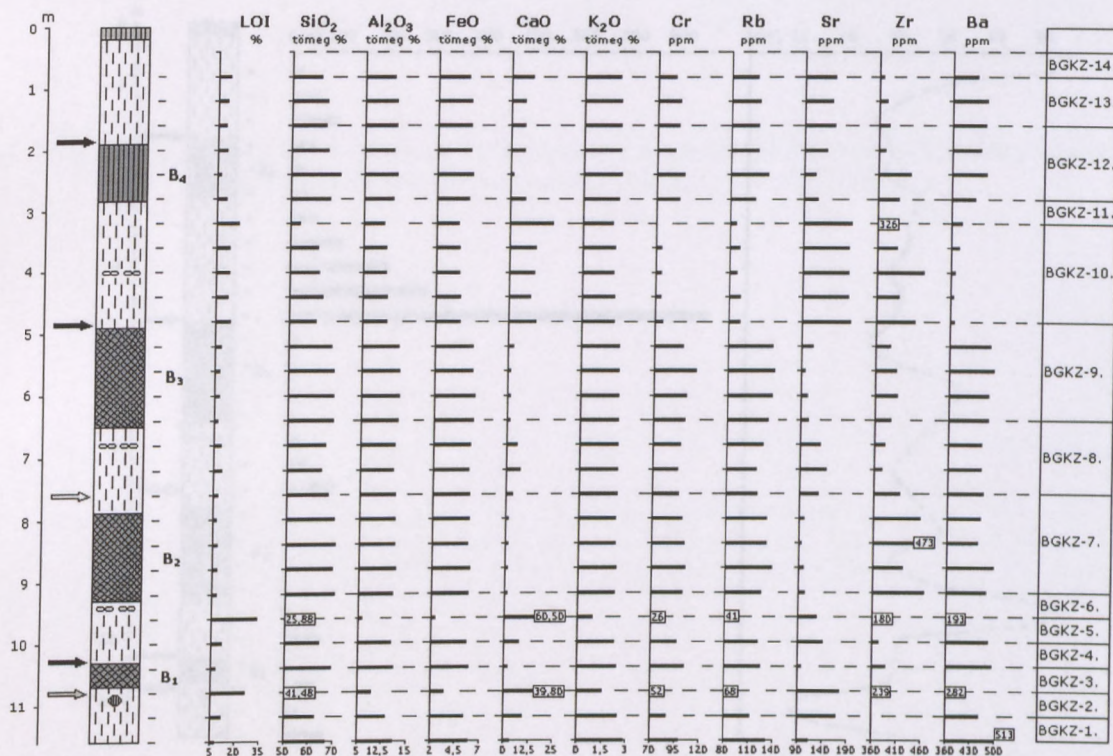 m LOI SiO₂ Al₂O₃ FeO CaO K₂O Cr Rb Sr Zr Ba
% tömeg % tömeg % tömeg % tömeg % tömeg % ppm ppm ppm ppm ppm
0
BGKZ-14
1
BGKZ-13
2
B₄
BGKZ-12.
3
BGKZ-11.
326
4
BGKZ-10.
5
B₃
BGKZ-9.
6
7
BGKZ-8.
8
BGKZ-7.
473
B₂
9
BGKZ-6.
25,88 60,50 26 41 180 193
BGKZ-5.
10
BGKZ-4.
B₁
BGKZ-3.
41,48 39,80 52 68 239 282
BGKZ-2.
11
BGKZ-1.
513
5 20 35 50 60 70 5 12,5 15 2 4,5 7 0 12,5 25 0 1,5 3 70 95 120 80 110 140 90 140 190 360 410 460 360 430 500